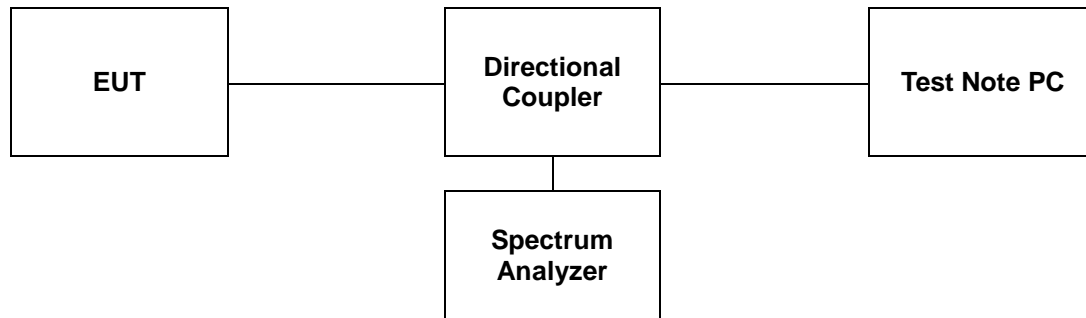 EUT
Directional
Coupler
Test Note PC
Spectrum
Analyzer